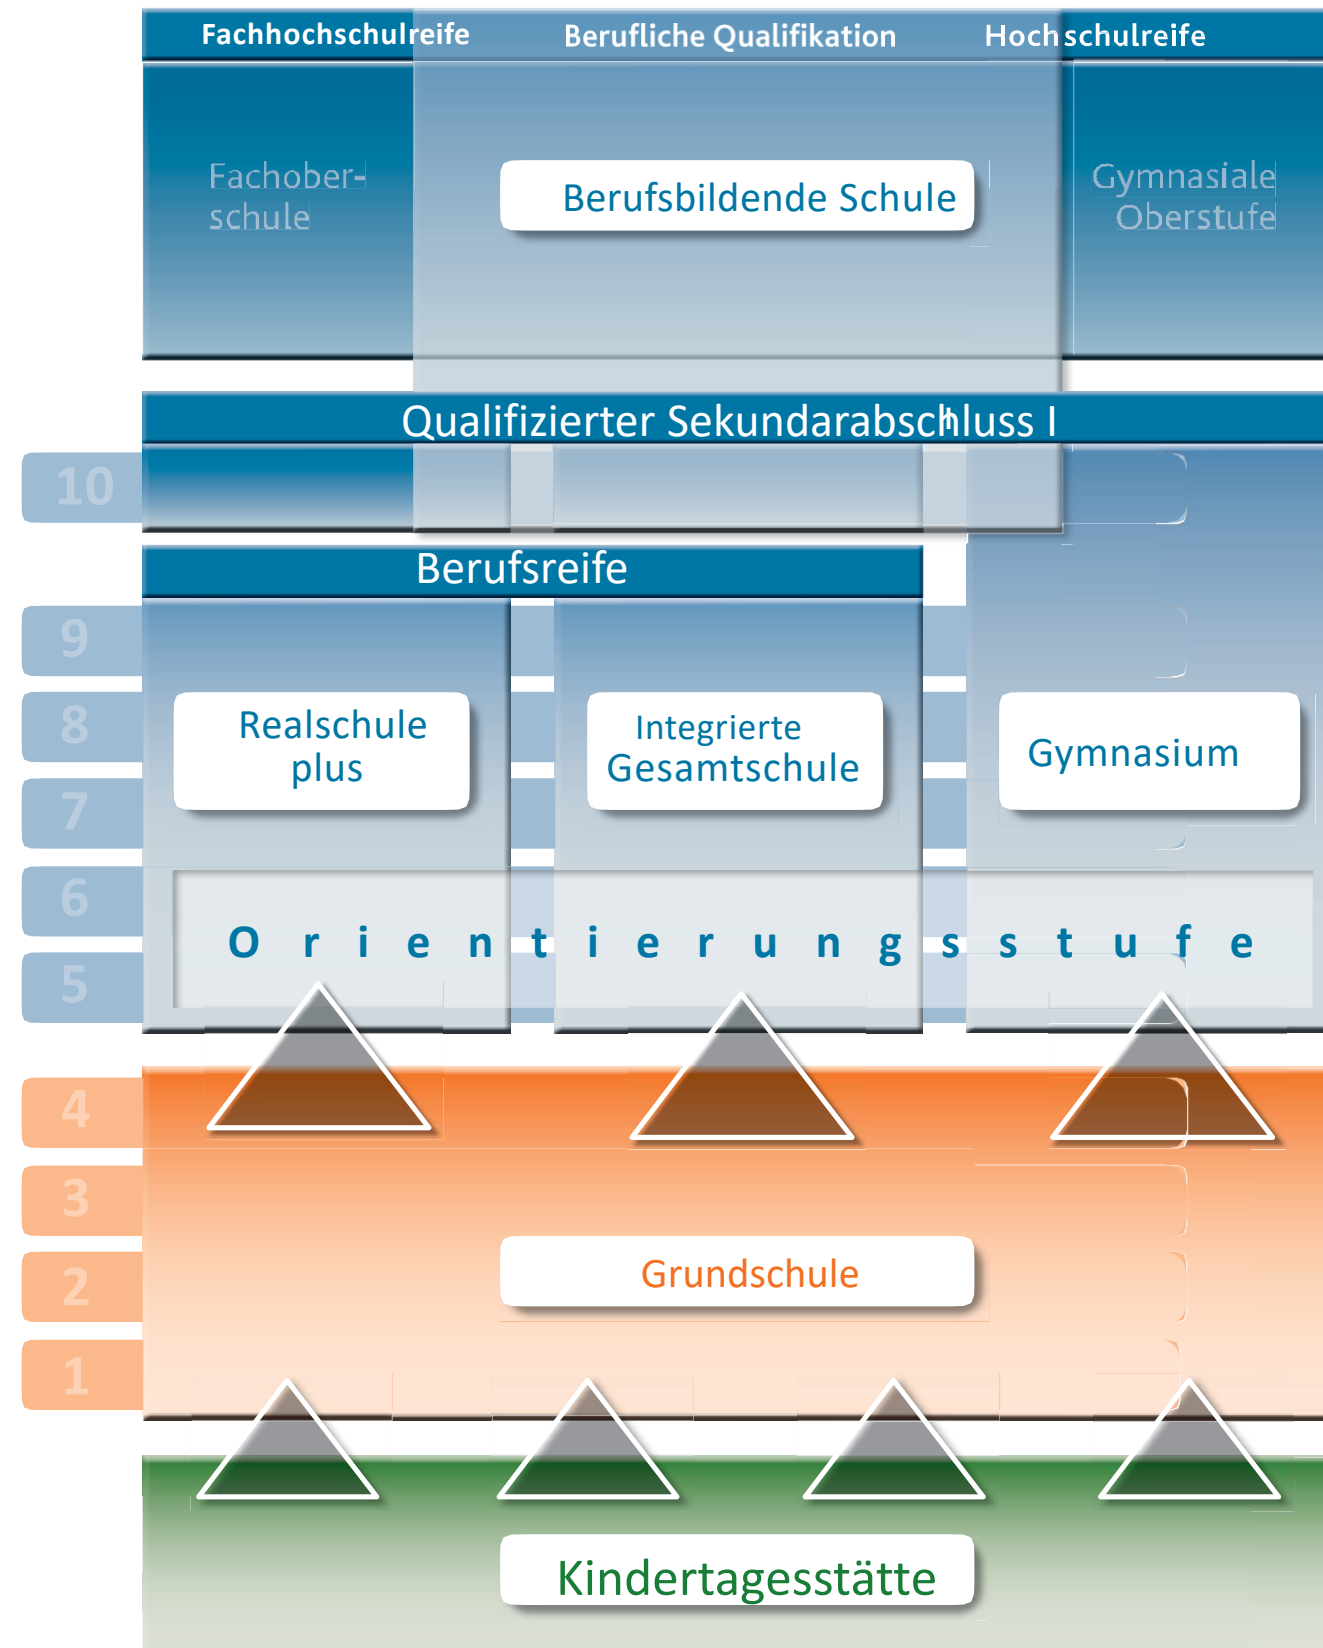 Fachhochschulreife Berufliche Qualifikation Hochschulreife
Fachober-
schule
Berufsbildende Schule
Gymnasiale
Oberstufe
Qualifizierter Sekundarabschluss I
10
Berufsreife
9
8
Realschule
plus
Integrierte
Gesamtschule
Gymnasium
7
6
Orientierungsstufe
5
4
3
Grundschule
2
1
Kindertagesstätte